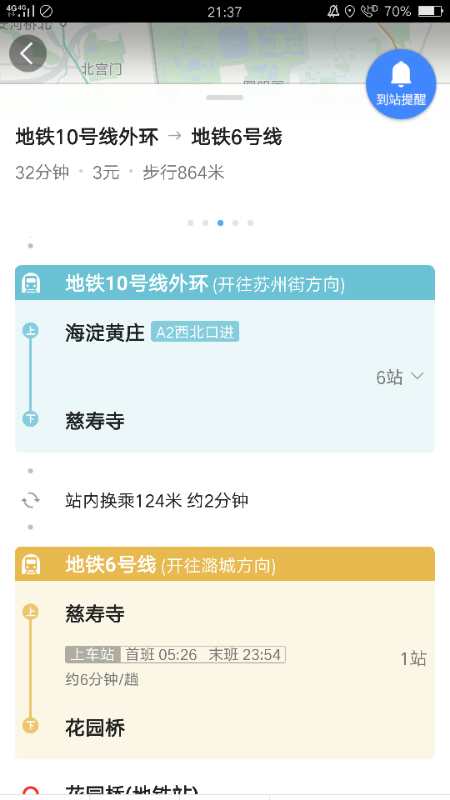 21:37
70%
北宫门
到站提醒
地铁10号线外环 → 地铁6号线
32分钟 · 3元 · 步行864米
地铁10号线外环 (开往苏州街方向)
上 海淀黄庄 A2西北口进
6站
下 慈寿寺
站内换乘124米 约2分钟
地铁6号线 (开往潞城方向)
上 慈寿寺
上车站 首班 05:26 末班 23:54
1站
约6分钟/趟
下 花园桥
花园桥(地铁站)